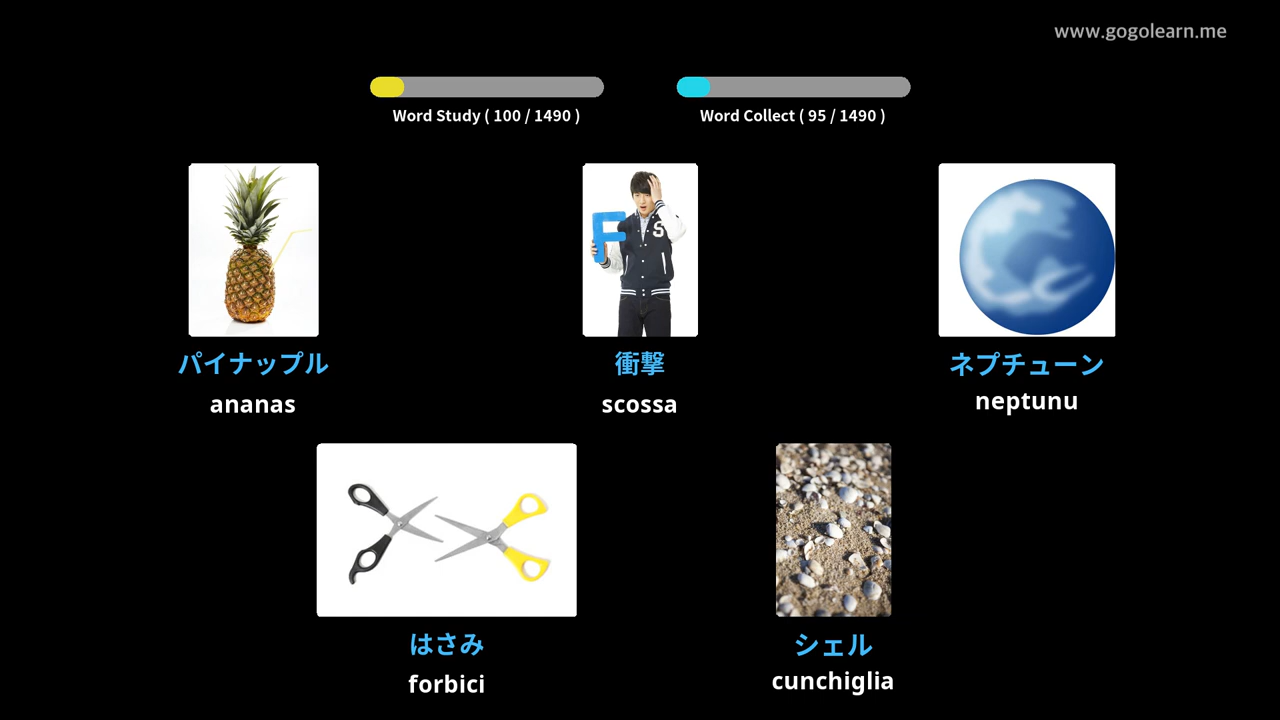 www.gogolearn.me
Word Study ( 100 / 1490 )
Word Collect ( 95 / 1490 )
F
S
パイナップル
ananas
衝撃
scossa
ネプチューン
neptunu
はさみ
forbici
シェル
cunchiglia